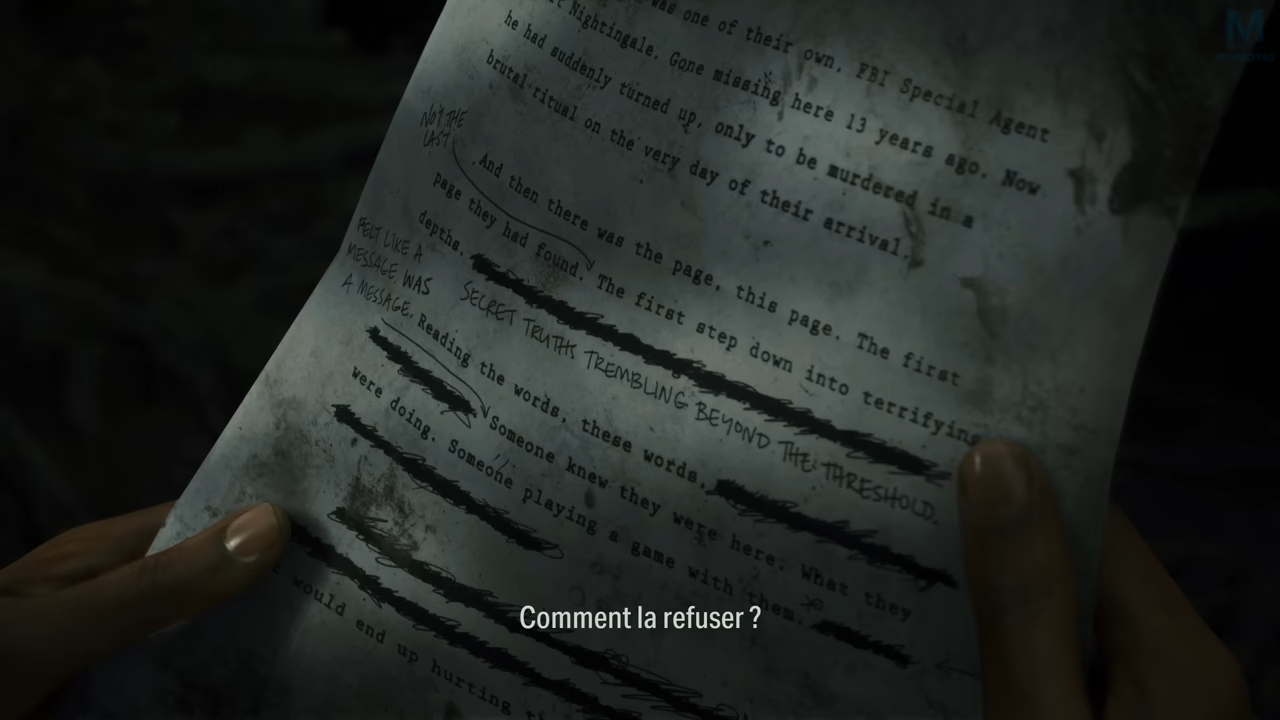 was one of their own. FBI Special Agent
Nightingale. Gone missing here 13 years ago. Now
he had suddenly turned up, only to be murdered in a
brutal ritual on the very day of their arrival.
NOT THE
LAST
And then there was the page, this page. The first
page they had found. The first step down into terrifying
depths.
SECRET TRUTHS TREMBLING BEYOND THE THRESHOLD.
FELT LIKE A
MESSAGE. WAS
A MESSAGE.
Reading the words, these words.
Someone knew they were here. What they
were doing. Someone playing a game with them.
would end up hurting
Comment la refuser ?
M